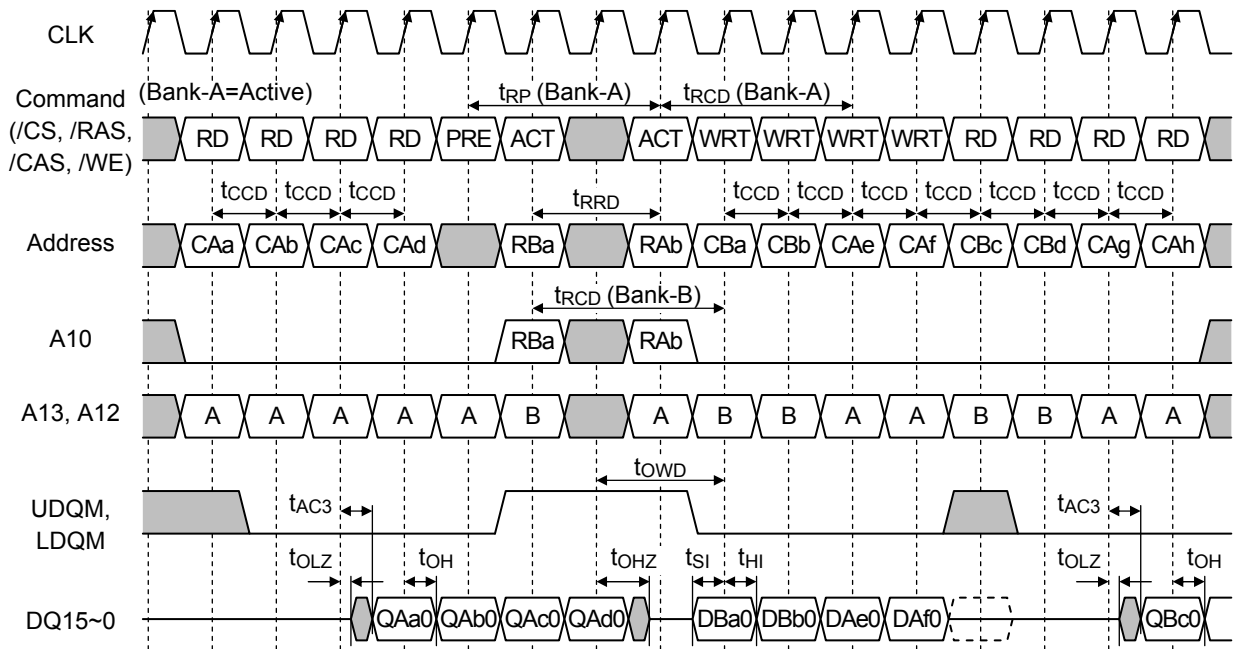 CLK
Command
(/CS, /RAS,
/CAS, /WE)
(Bank-A=Active)
tRP (Bank-A)
tRCD (Bank-A)
RD RD RD RD PRE ACT ACT WRT WRT WRT WRT RD RD RD RD
tCCD tCCD tCCD tRRD tCCD tCCD tCCD tCCD tCCD tCCD tCCD
Address
CAa CAb CAc CAd RBa RAb CBa CBb CAe CAf CBc CBd CAg CAh
tRCD (Bank-B)
A10
RBa RAb
A13, A12
A A A A A B A B B A A B B A A
tOWD
UDQM,
LDQM
tAC3 tAC3
tOLZ tOH tOHZ tSI tHI tOLZ tOH
DQ15~0
QAa0 QAb0 QAc0 QAd0 DBa0 DBb0 DAe0 DAf0 QBc0